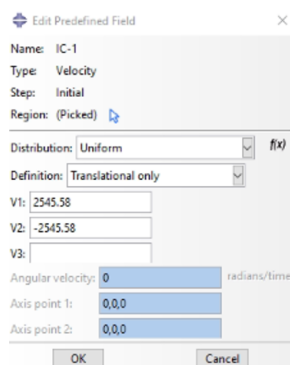 Edit Predefined Field
Name: IC-1
Type: Velocity
Step: Initial
Region: (Picked)
Distribution: Uniform f(x)
Definition: Translational only
V1: 2545.58
V2: -2545.58
V3:
Angular velocity: 0 radians/time
Axis point 1: 0,0,0
Axis point 2: 0,0,0
OK Cancel